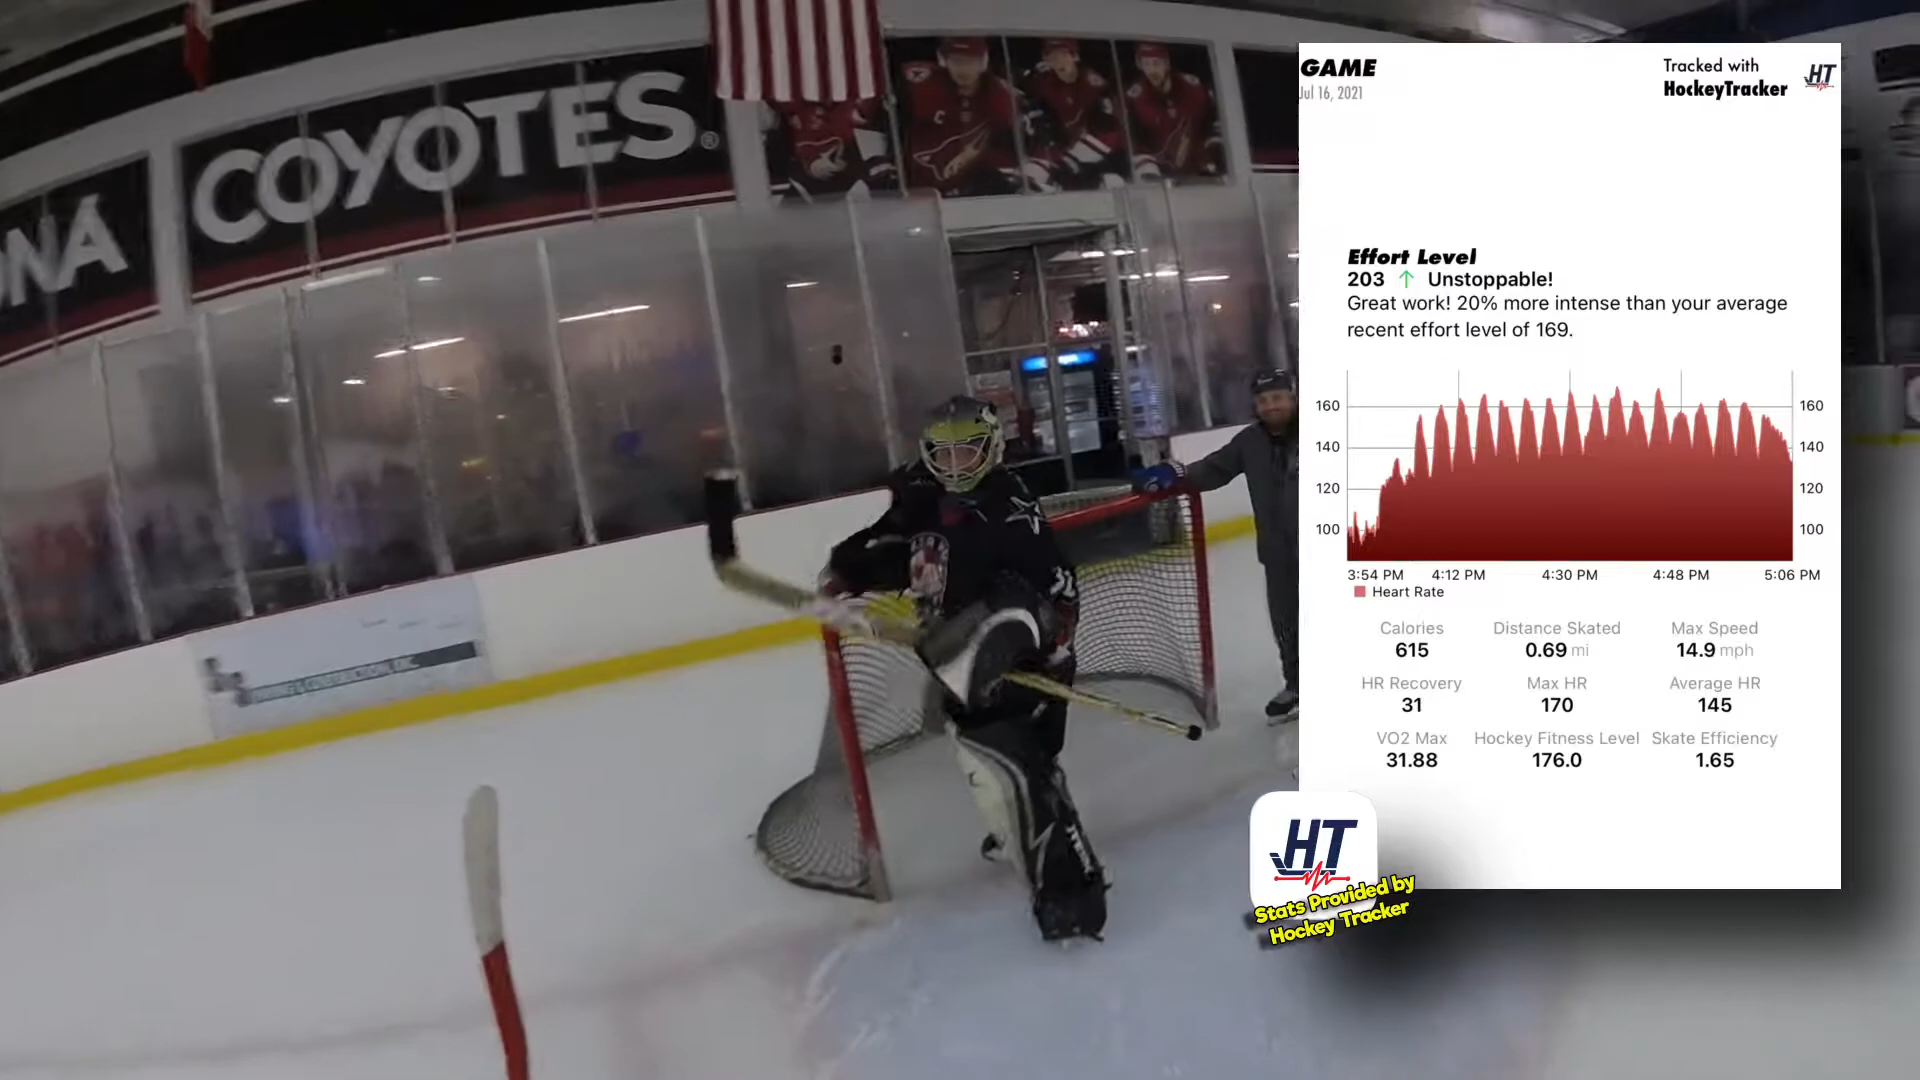 NA
COYOTES®
C
31
GAME
Jul 16, 2021
Tracked with
HockeyTracker
HT
Effort Level
203 ↑ Unstoppable!
Great work! 20% more intense than your average
recent effort level of 169.
160 160
140 140
120 120
100 100
3:54 PM 4:12 PM 4:30 PM 4:48 PM 5:06 PM
Heart Rate
Calories Distance Skated Max Speed
615 0.69 mi 14.9 mph
HR Recovery Max HR Average HR
31 170 145
VO2 Max Hockey Fitness Level Skate Efficiency
31.88 176.0 1.65
HT
Stats Provided by
Hockey Tracker